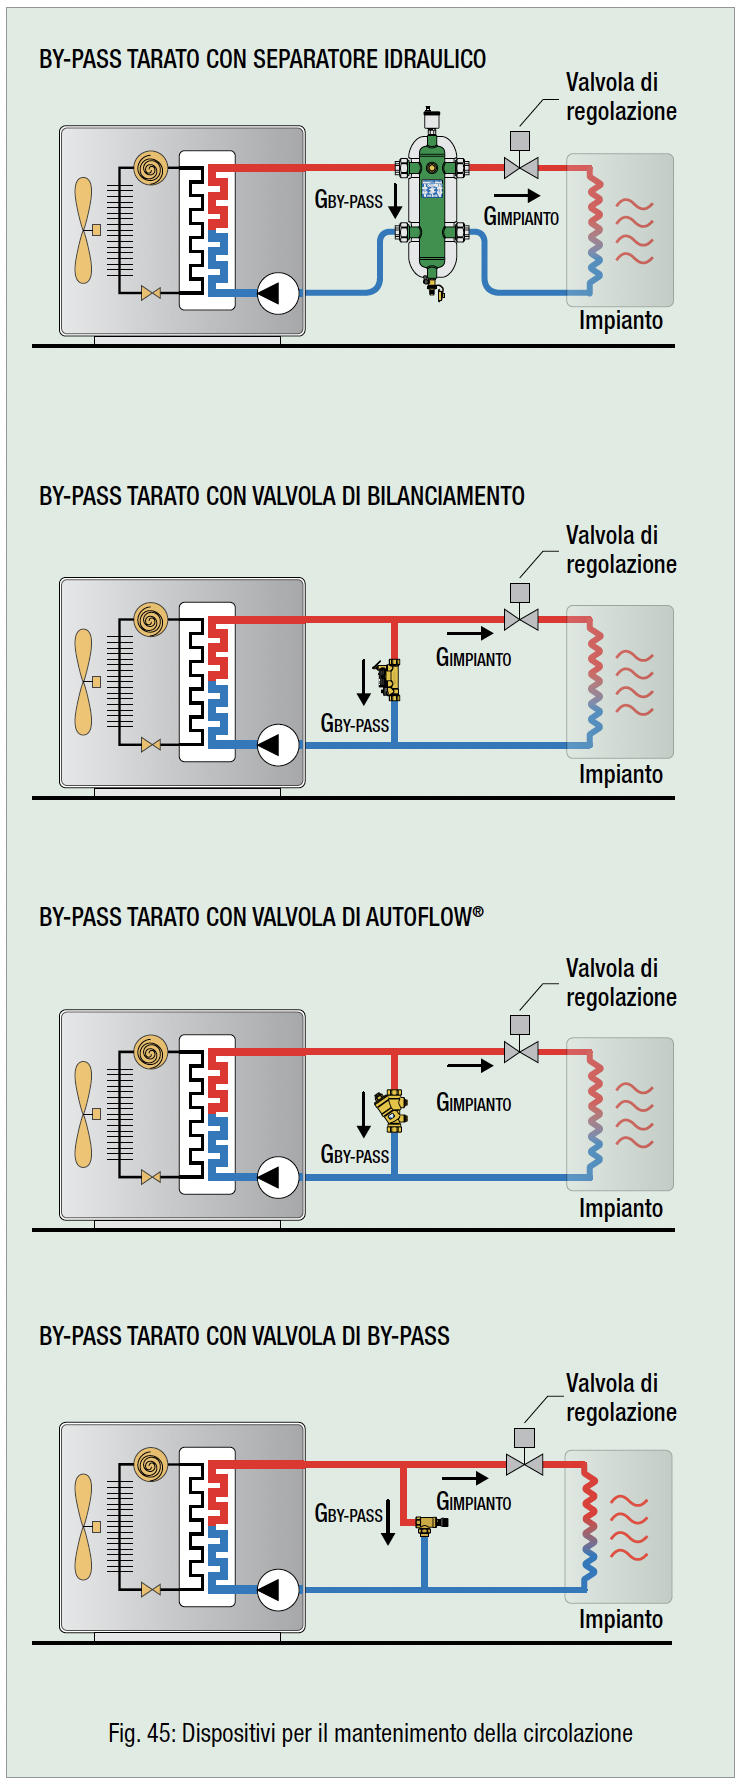 BY-PASS TARATO CON SEPARATORE IDRAULICO
Valvola di
regolazione
GBY-PASS
GIMPIANTO
Impianto
BY-PASS TARATO CON VALVOLA DI BILANCIAMENTO
Valvola di
regolazione
GIMPIANTO
GBY-PASS
Impianto
BY-PASS TARATO CON VALVOLA DI AUTOFLOW®
Valvola di
regolazione
GIMPIANTO
GBY-PASS
Impianto
BY-PASS TARATO CON VALVOLA DI BY-PASS
Valvola di
regolazione
GIMPIANTO
GBY-PASS
Impianto
Fig. 45: Dispositivi per il mantenimento della circolazione